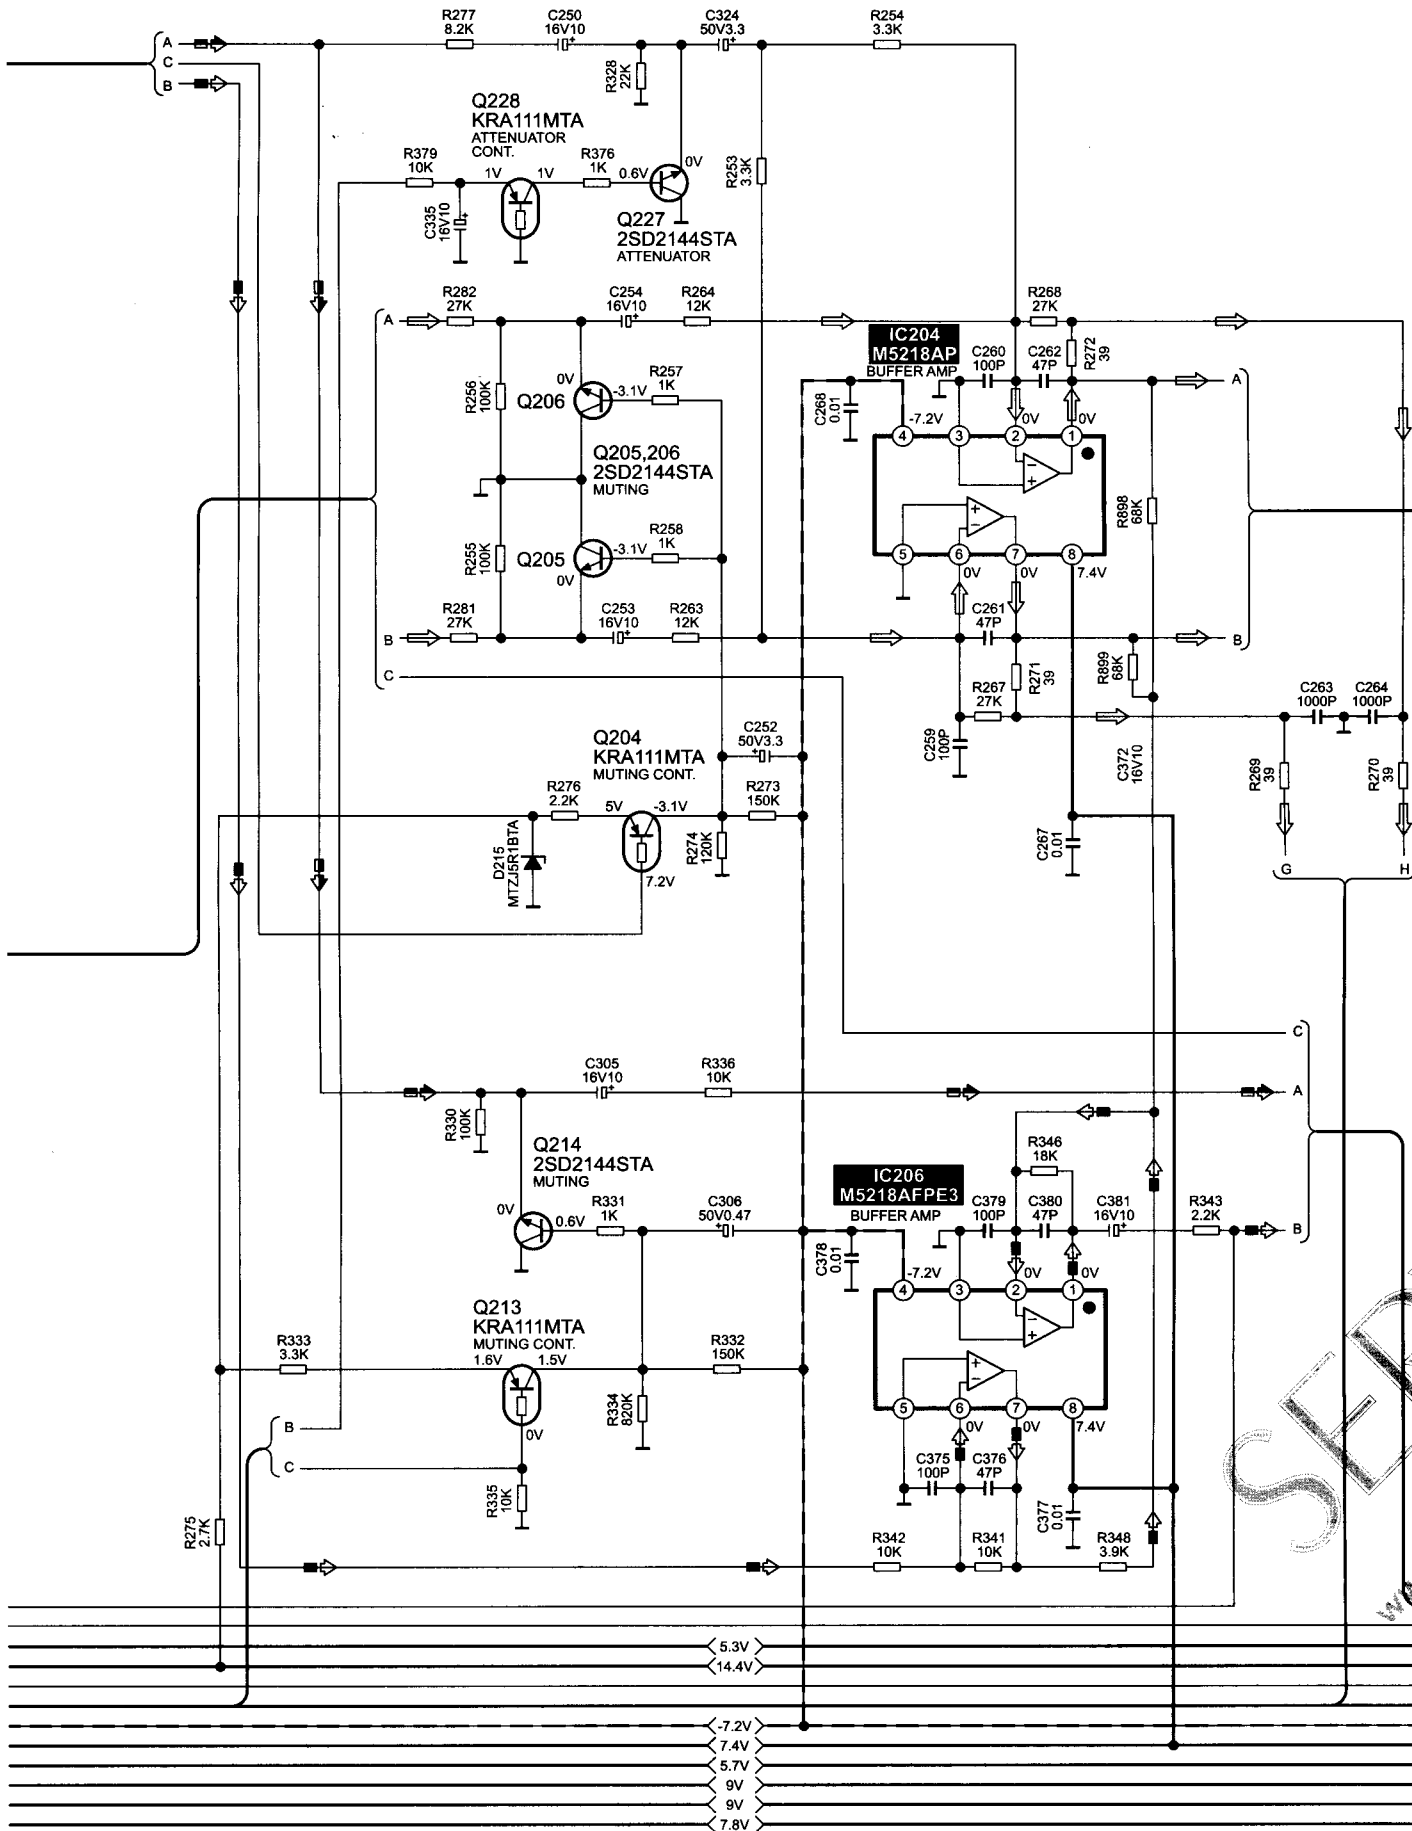 R277
8.2K
C250
16V10
+
C324
50V3.3
+
R254
3.3K
A
C
B
R328
22K
Q228
KRA111MTA
ATTENUATOR
CONT.
R379
10K
1V
1V
R376
1K
0.6V
0V
R253
3.3K
C335
16V10
+
Q227
2SD2144STA
ATTENUATOR
R282
27K
C254
16V10
+
R264
12K
R268
27K
A
IC204
M5218AP
BUFFER AMP
C260
100P
C262
47P
R272
39
A
R256
100K
0V
-3.1V
R257
1K
Q206
C268
0.01
-7.2V
0V
0V
4
3
2
1
Q205,206
2SD2144STA
MUTING
-
+
+
-
R898
68K
R255
100K
Q205
-3.1V
0V
R258
1K
5
6
7
8
0V
0V
7.4V
R281
27K
C253
16V10
+
R263
12K
C261
47P
B
B
C
R899
68K
R271
39
R267
27K
C259
100P
C263
1000P
C264
1000P
Q204
KRA111MTA
MUTING CONT.
C252
50V3.3
+
C372
16V10
R269
39
R270
39
R276
2.2K
5V
-3.1V
R273
150K
D215
MTZJ5R1BTA
R274
120K
7.2V
C267
0.01
G
H
C
C305
16V10
+
R336
10K
A
R330
100K
Q214
2SD2144STA
MUTING
R346
18K
IC206
M5218AFPE3
BUFFER AMP
0V
0.6V
R331
1K
C306
50V0.47
+
C379
100P
C380
47P
C381
16V10
+
R343
2.2K
B
C378
0.01
-7.2V
0V
0V
4
3
2
1
Q213
KRA111MTA
MUTING CONT.
1.6V
1.5V
R333
3.3K
R332
150K
-
+
+
-
R334
820K
5
6
7
8
0V
0V
0V
7.4V
B
C
R335
10K
C375
100P
C376
47P
C377
0.01
R275
2.7K
R342
10K
R341
10K
R348
3.9K
5.3V
14.4V
-7.2V
7.4V
5.7V
9V
9V
7.8V